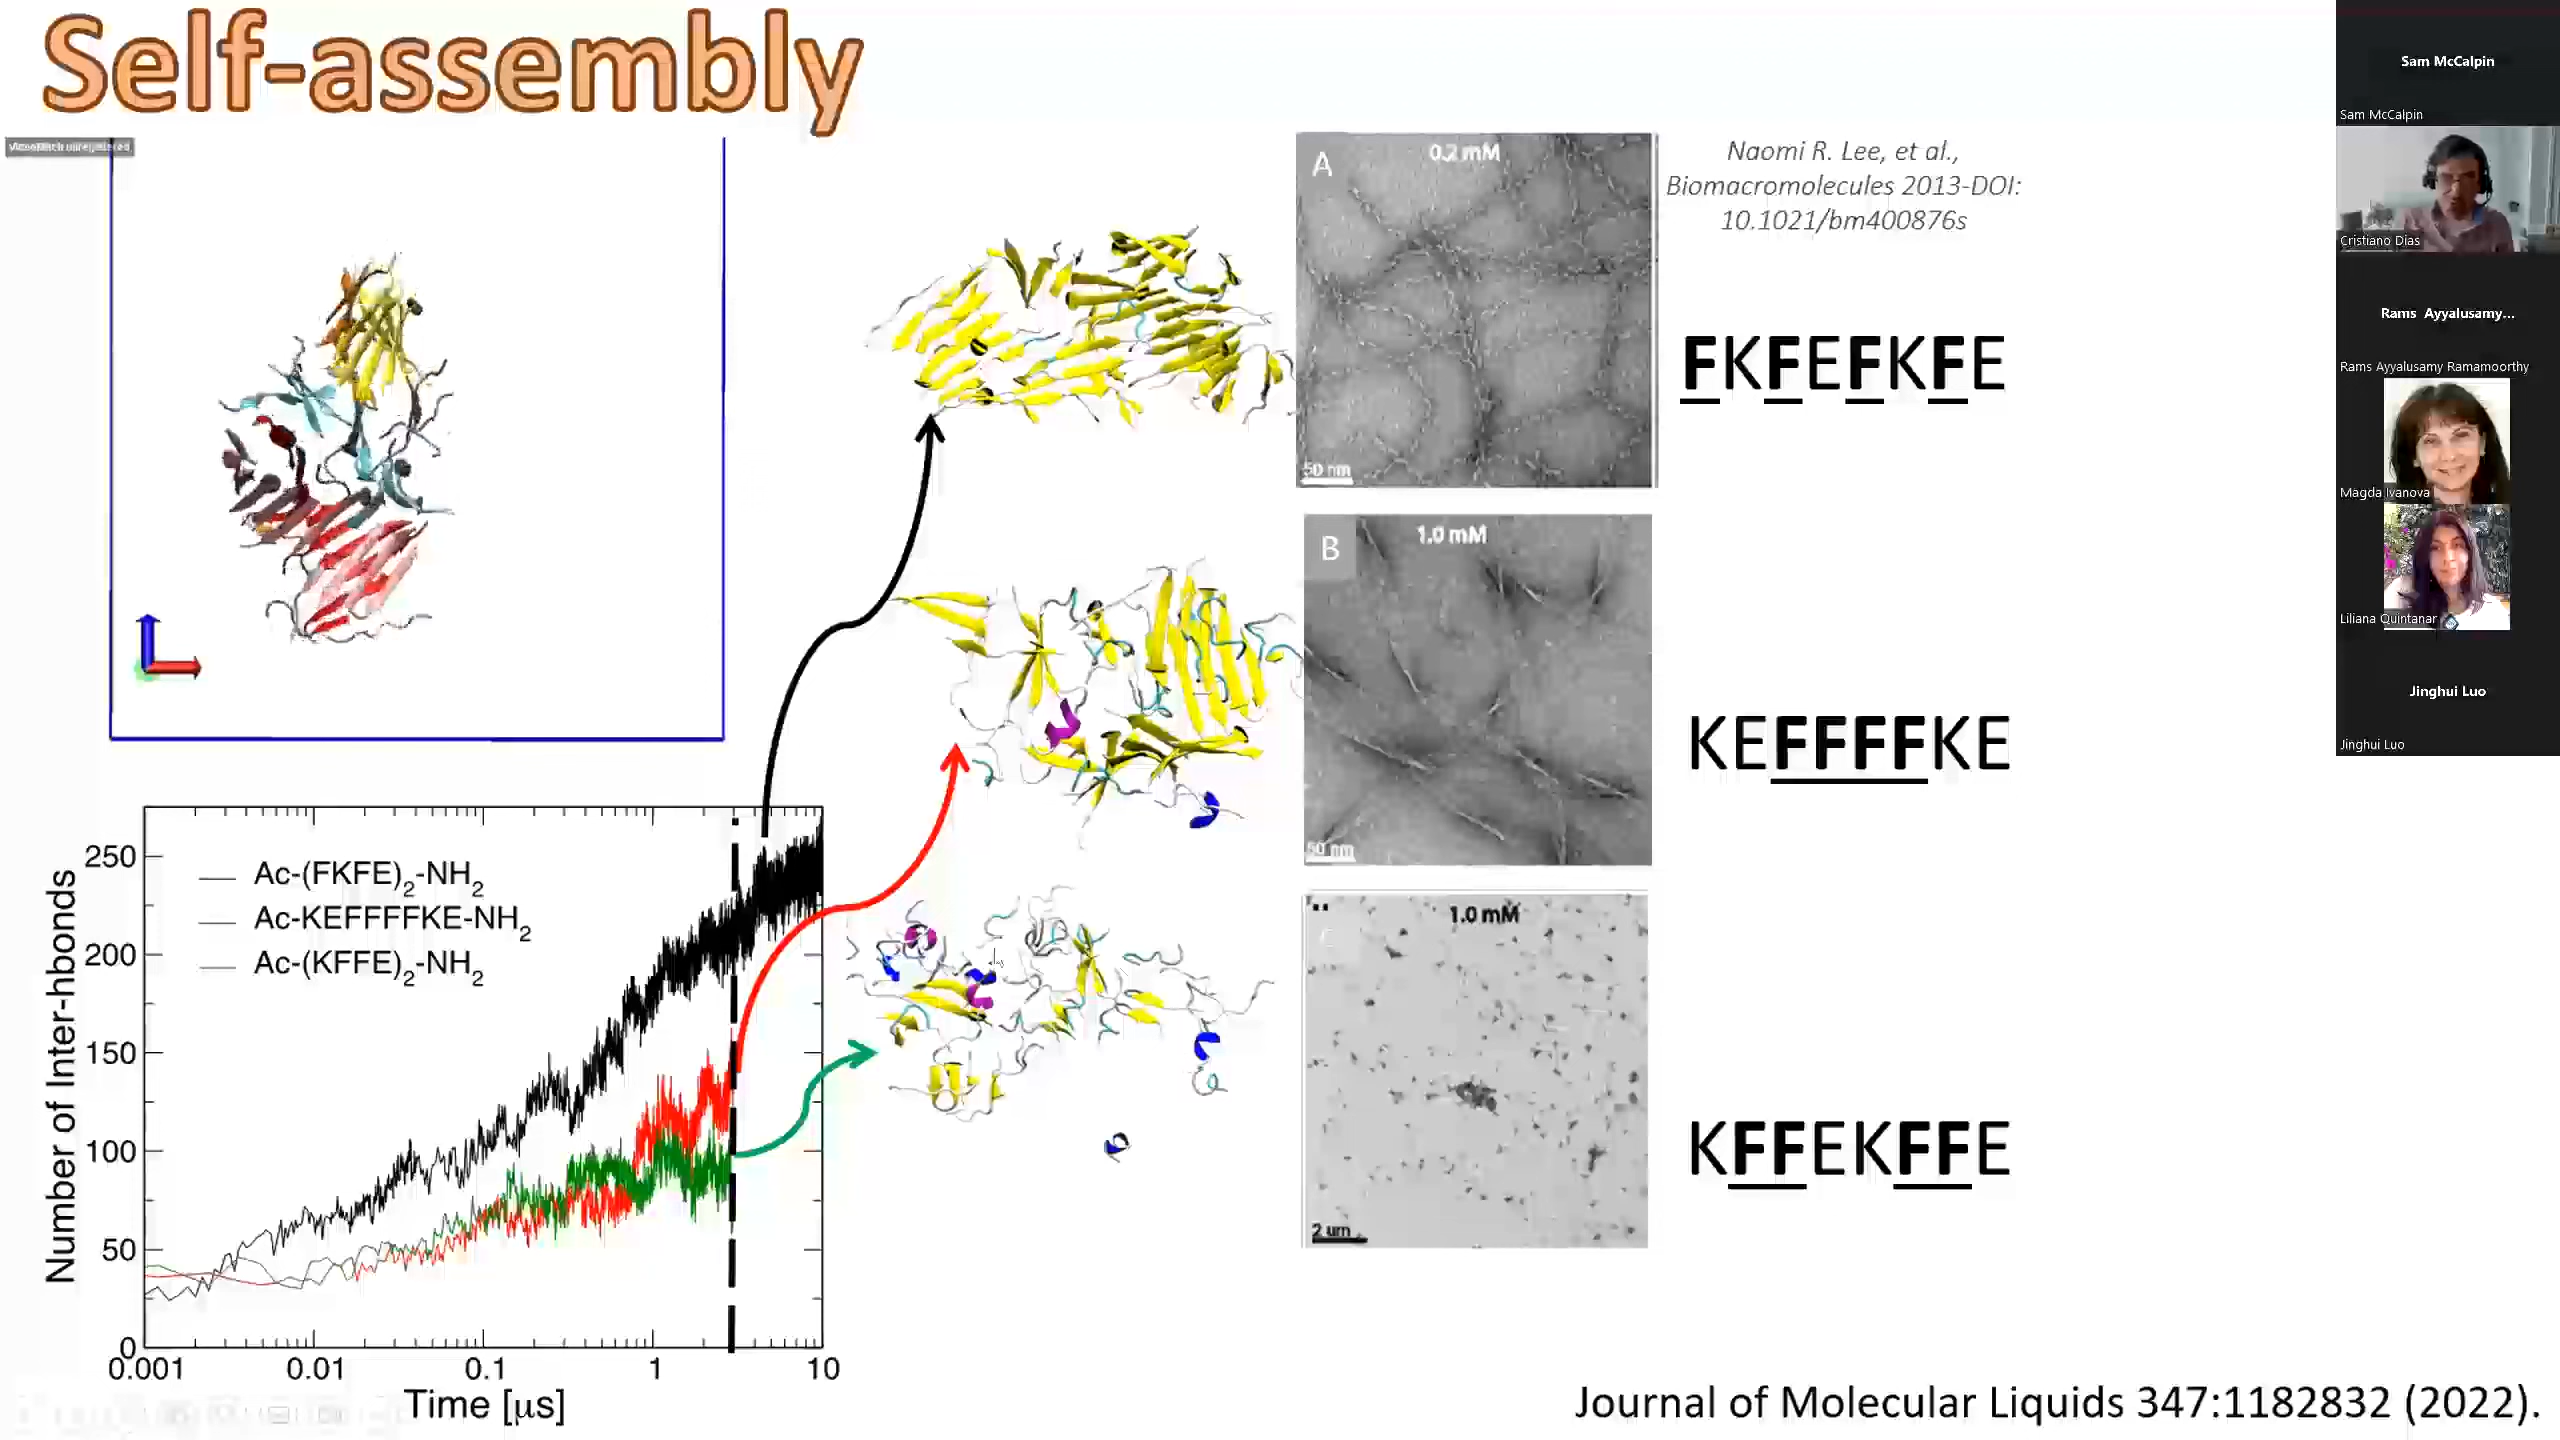 Self-assembly
A
0.2 mM
50 nm
Naomi R. Lee, et al.,
Biomacromolecules 2013-DOI:
10.1021/bm400876s
FKFEFKFE
B
1.0 mM
50 nm
KEFFFFKE
C
1.0 mM
2 um
KFFEKFFE
Number of Inter-hbonds
250
200
150
100
50
0
Ac-(FKFE)2-NH2
Ac-KEFFFFKE-NH2
Ac-(KFFE)2-NH2
0.001
0.01
0.1
1
10
Time [μs]
Journal of Molecular Liquids 347:1182832 (2022).
Sam McCalpin
Sam McCalpin
Cristiano Dias
Rams Ayyalusamy...
Rams Ayyalusamy Ramamoorthy
Magda Ivanova
Liliana Quintanar
Jinghui Luo
Jinghui Luo